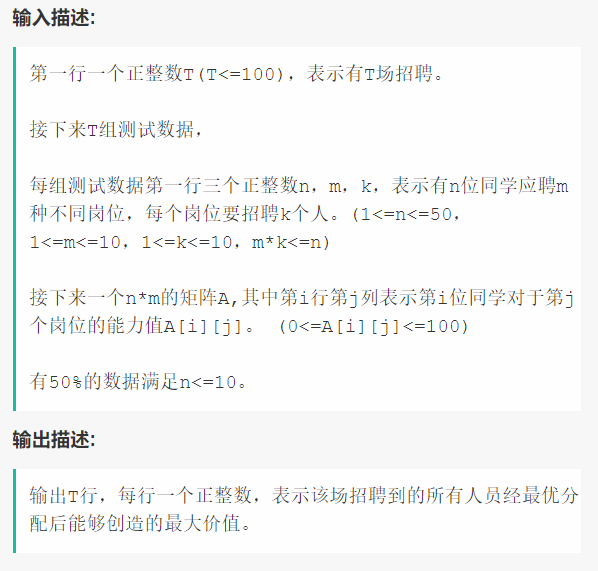 输入描述:
第一行一个正整数T(T<=100)，表示有T场招聘。
接下来T组测试数据，
每组测试数据第一行三个正整数n，m，k，表示有n位同学应聘m
种不同岗位，每个岗位要招聘k个人。(1<=n<=50，
1<=m<=10，1<=k<=10，m*k<=n)
接下来一个n*m的矩阵A,其中第i行第j列表示第i位同学对于第j
个岗位的能力值A[i][j]。 (0<=A[i][j]<=100)
有50%的数据满足n<=10。
输出描述:
输出T行，每行一个正整数，表示该场招聘到的所有人员经最优分
配后能够创造的最大价值。